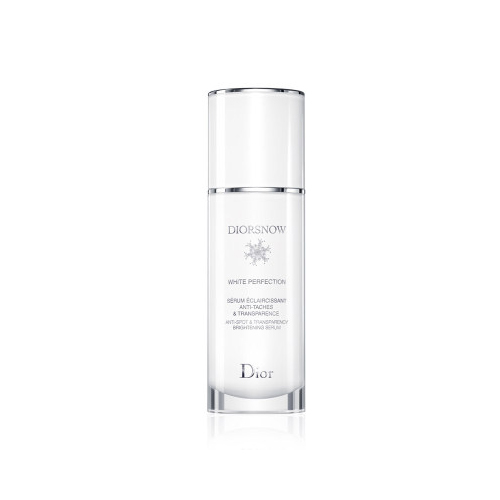 DIORSNOW
WHITE PERFECTION
SÉRUM ÉCLAIRCISSANT
ANTI-TACHES
& TRANSPARENCE
ANTI-SPOT & TRANSPARENCY
BRIGHTENING SERUM
Dior